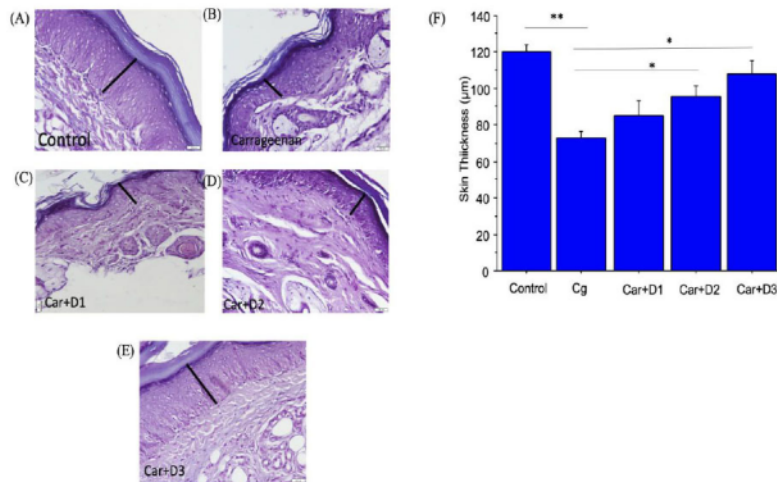 (A)
Control
(B)
Carrageenan
(C)
Car+D1
(D)
Car+D2
(E)
Car+D3
(F)
**
*
*
Skin Thiickness (μm)
140
120
100
80
60
40
20
0
Control Cg Car+D1 Car+D2 Car+D3